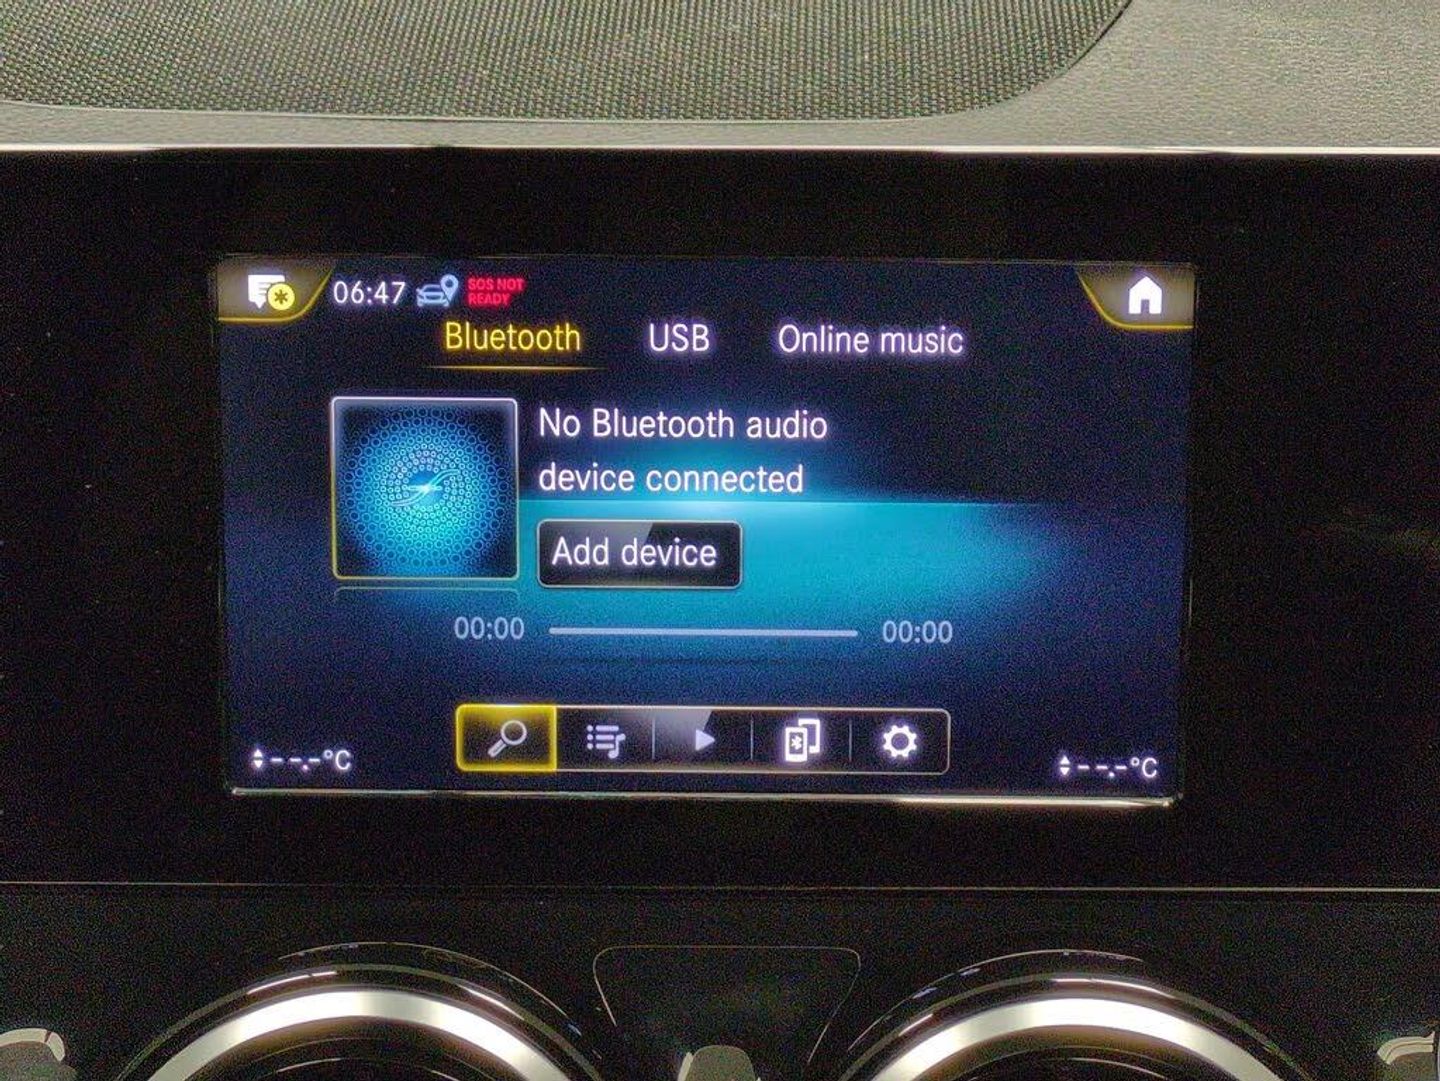 06:47
SOS NOT
READY
Bluetooth USB Online music
No Bluetooth audio
device connected
Add device
00:00 00:00
--.-°C --.-°C